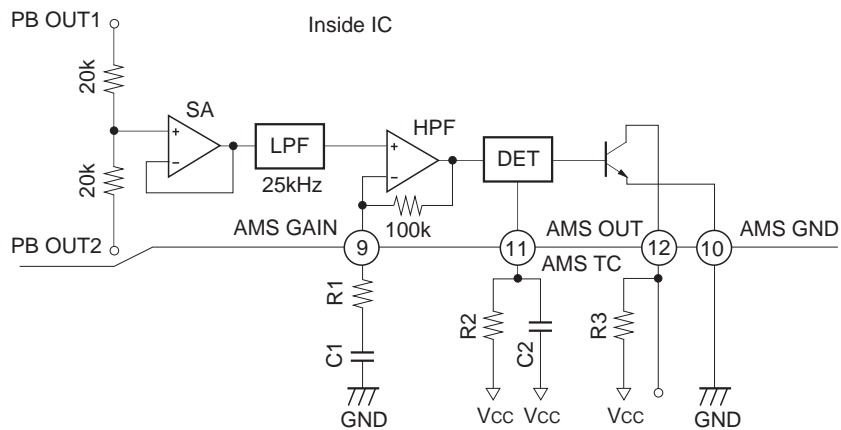 PB OUT1
Inside IC
20k
SA
HPF
+
−
LPF
+
−
DET
25kHz
20k
100k
PB OUT2
AMS GAIN
AMS OUT
AMS GND
9
11
12
10
AMS TC
R1
R2
C2
R3
C1
GND
VCC
VCC
VCC
GND